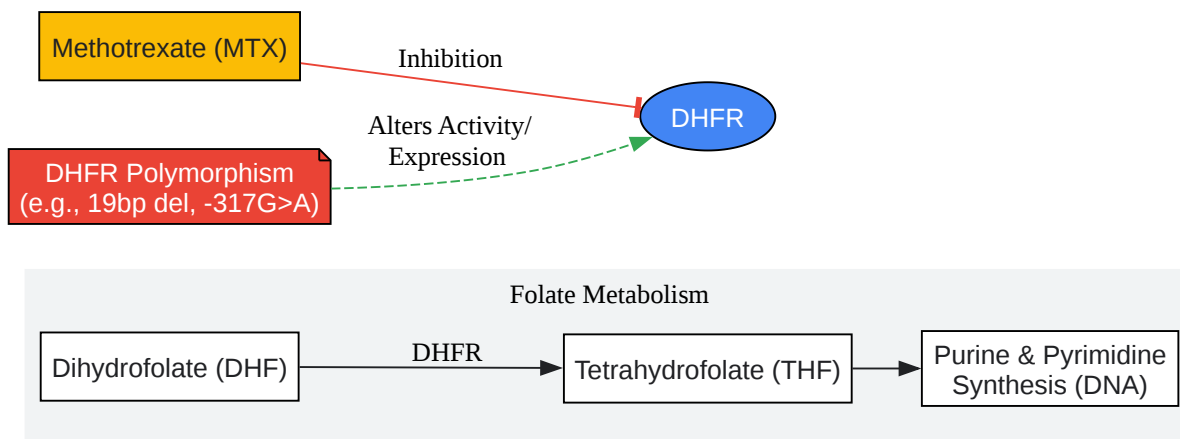 Methotrexate (MTX)
Inhibition
DHFR
Alters Activity/
Expression
DHFR Polymorphism
(e.g., 19bp del, -317G>A)
Folate Metabolism
Dihydrofolate (DHF)
DHFR
Tetrahydrofolate (THF)
Purine & Pyrimidine
Synthesis (DNA)